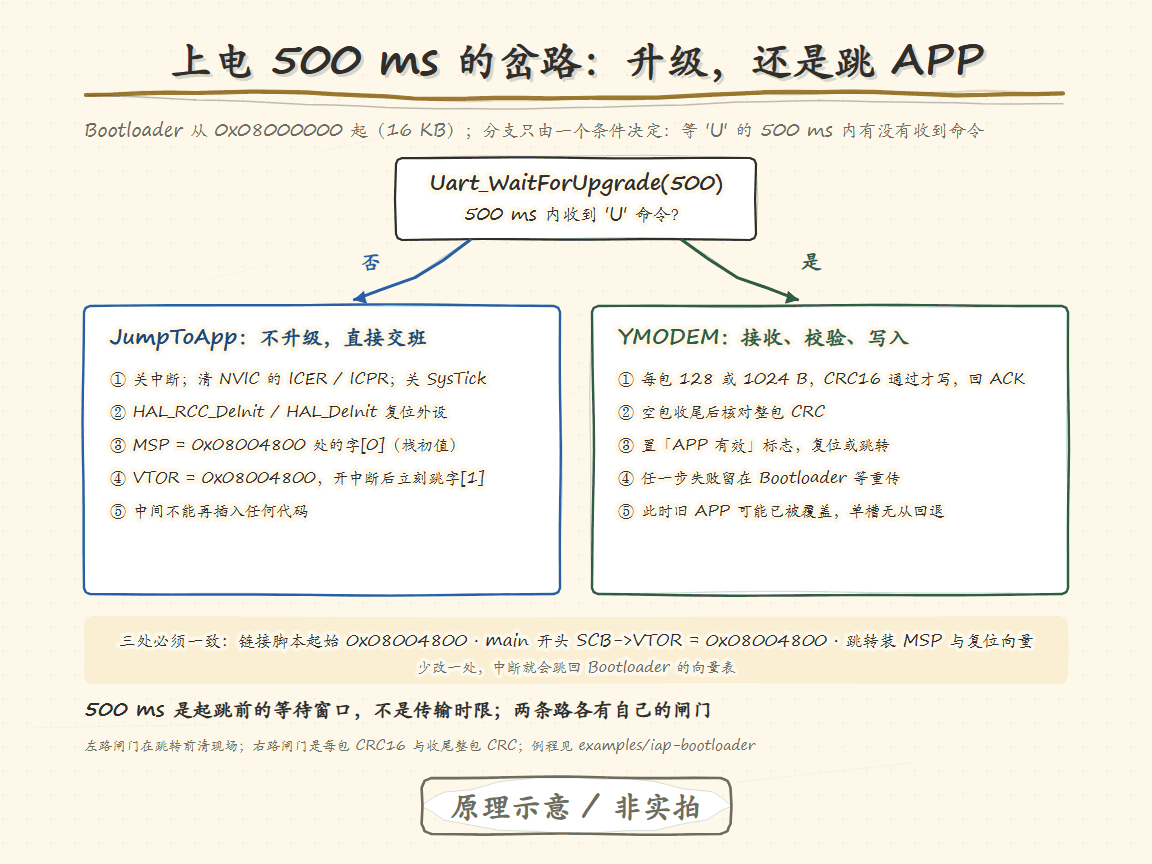 上电 500 ms 的岔路：升级，还是跳 APP
Bootloader 从 0x08000000 起（16 KB）；分支只由一个条件决定：等 'U' 的 500 ms 内有没有收到命令
Uart_WaitForUpgrade(500)
500 ms 内收到 'U' 命令?
否
是
JumpToApp：不升级，直接交班
① 关中断；清 NVIC 的 ICER / ICPR；关 SysTick
② HAL_RCC_DeInit / HAL_DeInit 复位外设
③ MSP = 0x08004800 处的字[0]（栈初值）
④ VTOR = 0x08004800，开中断后立刻跳字[1]
⑤ 中间不能再插入任何代码
YMODEM：接收、校验、写入
① 每包 128 或 1024 B，CRC16 通过才写，回 ACK
② 空包收尾后核对整包 CRC
③ 置「APP 有效」标志，复位或跳转
④ 任一步失败留在 Bootloader 等重传
⑤ 此时旧 APP 可能已被覆盖，单槽无从回退
三处必须一致：链接脚本起始 0x08004800 · main 开头 SCB->VTOR = 0x08004800 · 跳转装 MSP 与复位向量
少改一处，中断就会跳回 Bootloader 的向量表
500 ms 是起跳前的等待窗口，不是传输时限；两条路各有自己的闸门
左路闸门在跳转前清现场；右路闸门是每包 CRC16 与收尾整包 CRC；例程见 examples/iap-bootloader
原理示意 / 非实拍